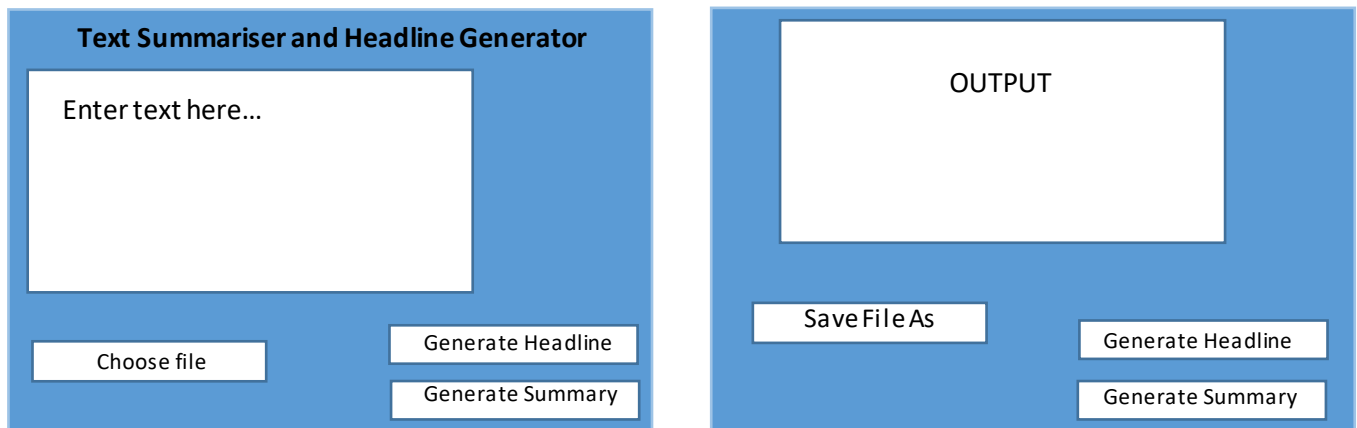 Text Summariser and Headline Generator
Enter text here...
Choose file
Generate Headline
Generate Summary
OUTPUT
Save File As
Generate Headline
Generate Summary